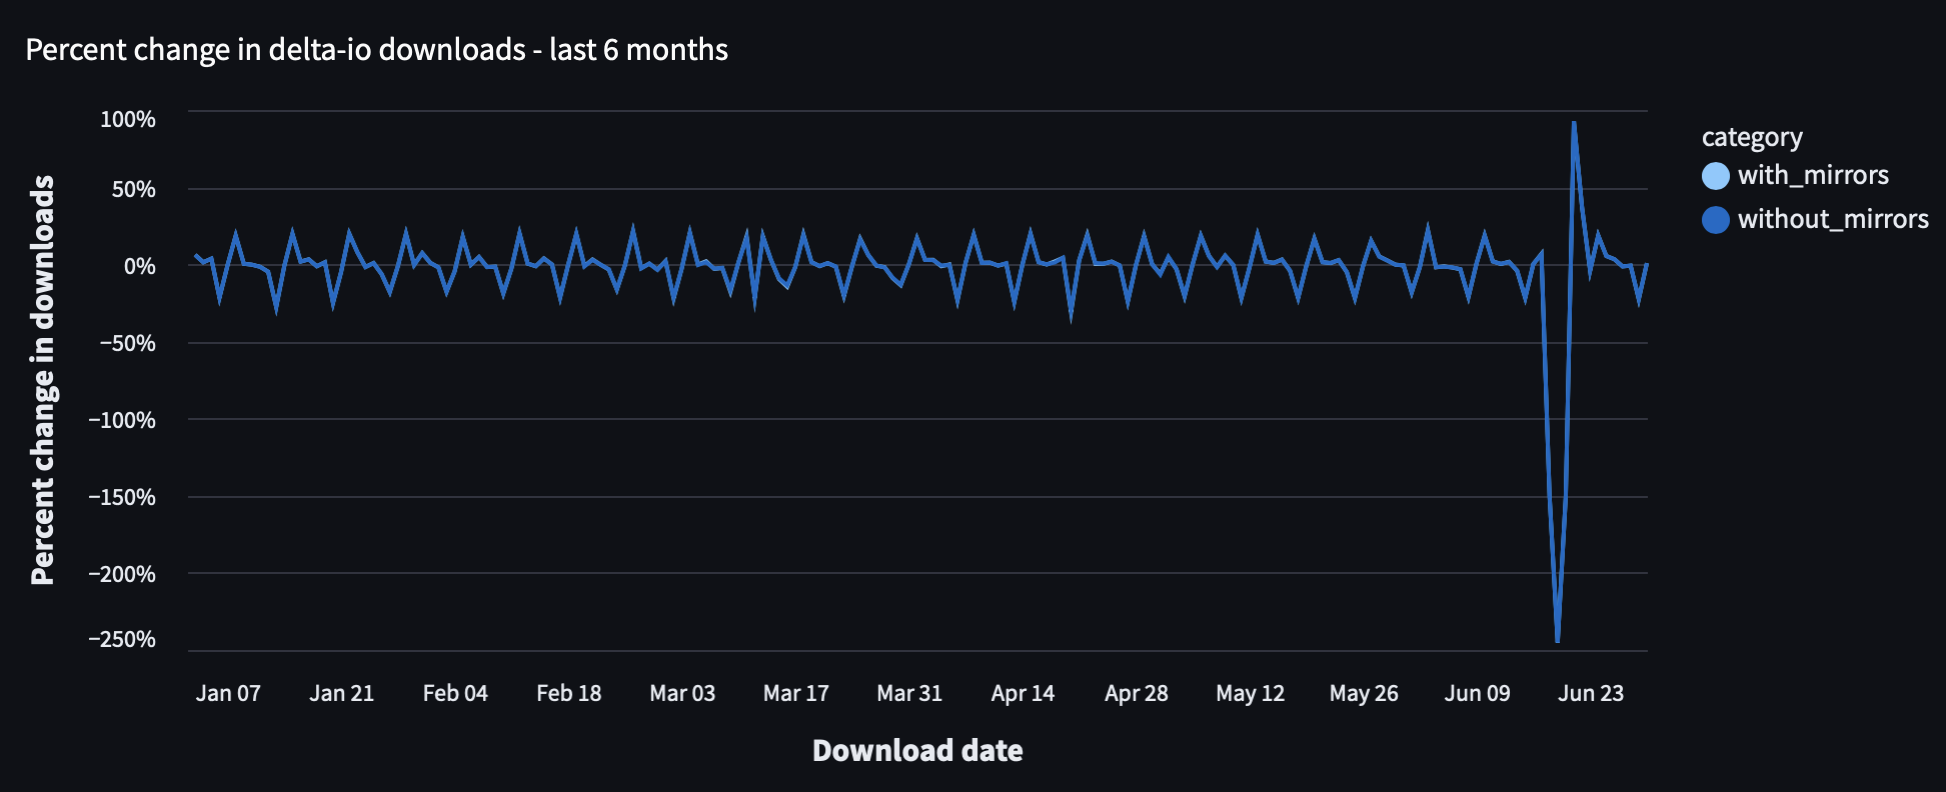 Percent change in delta-io downloads - last 6 months
Percent change in downloads
100%
50%
0%
−50%
−100%
−150%
−200%
−250%
Jan 07 Jan 21 Feb 04 Feb 18 Mar 03 Mar 17 Mar 31 Apr 14 Apr 28 May 12 May 26 Jun 09 Jun 23
Download date
category
with_mirrors
without_mirrors